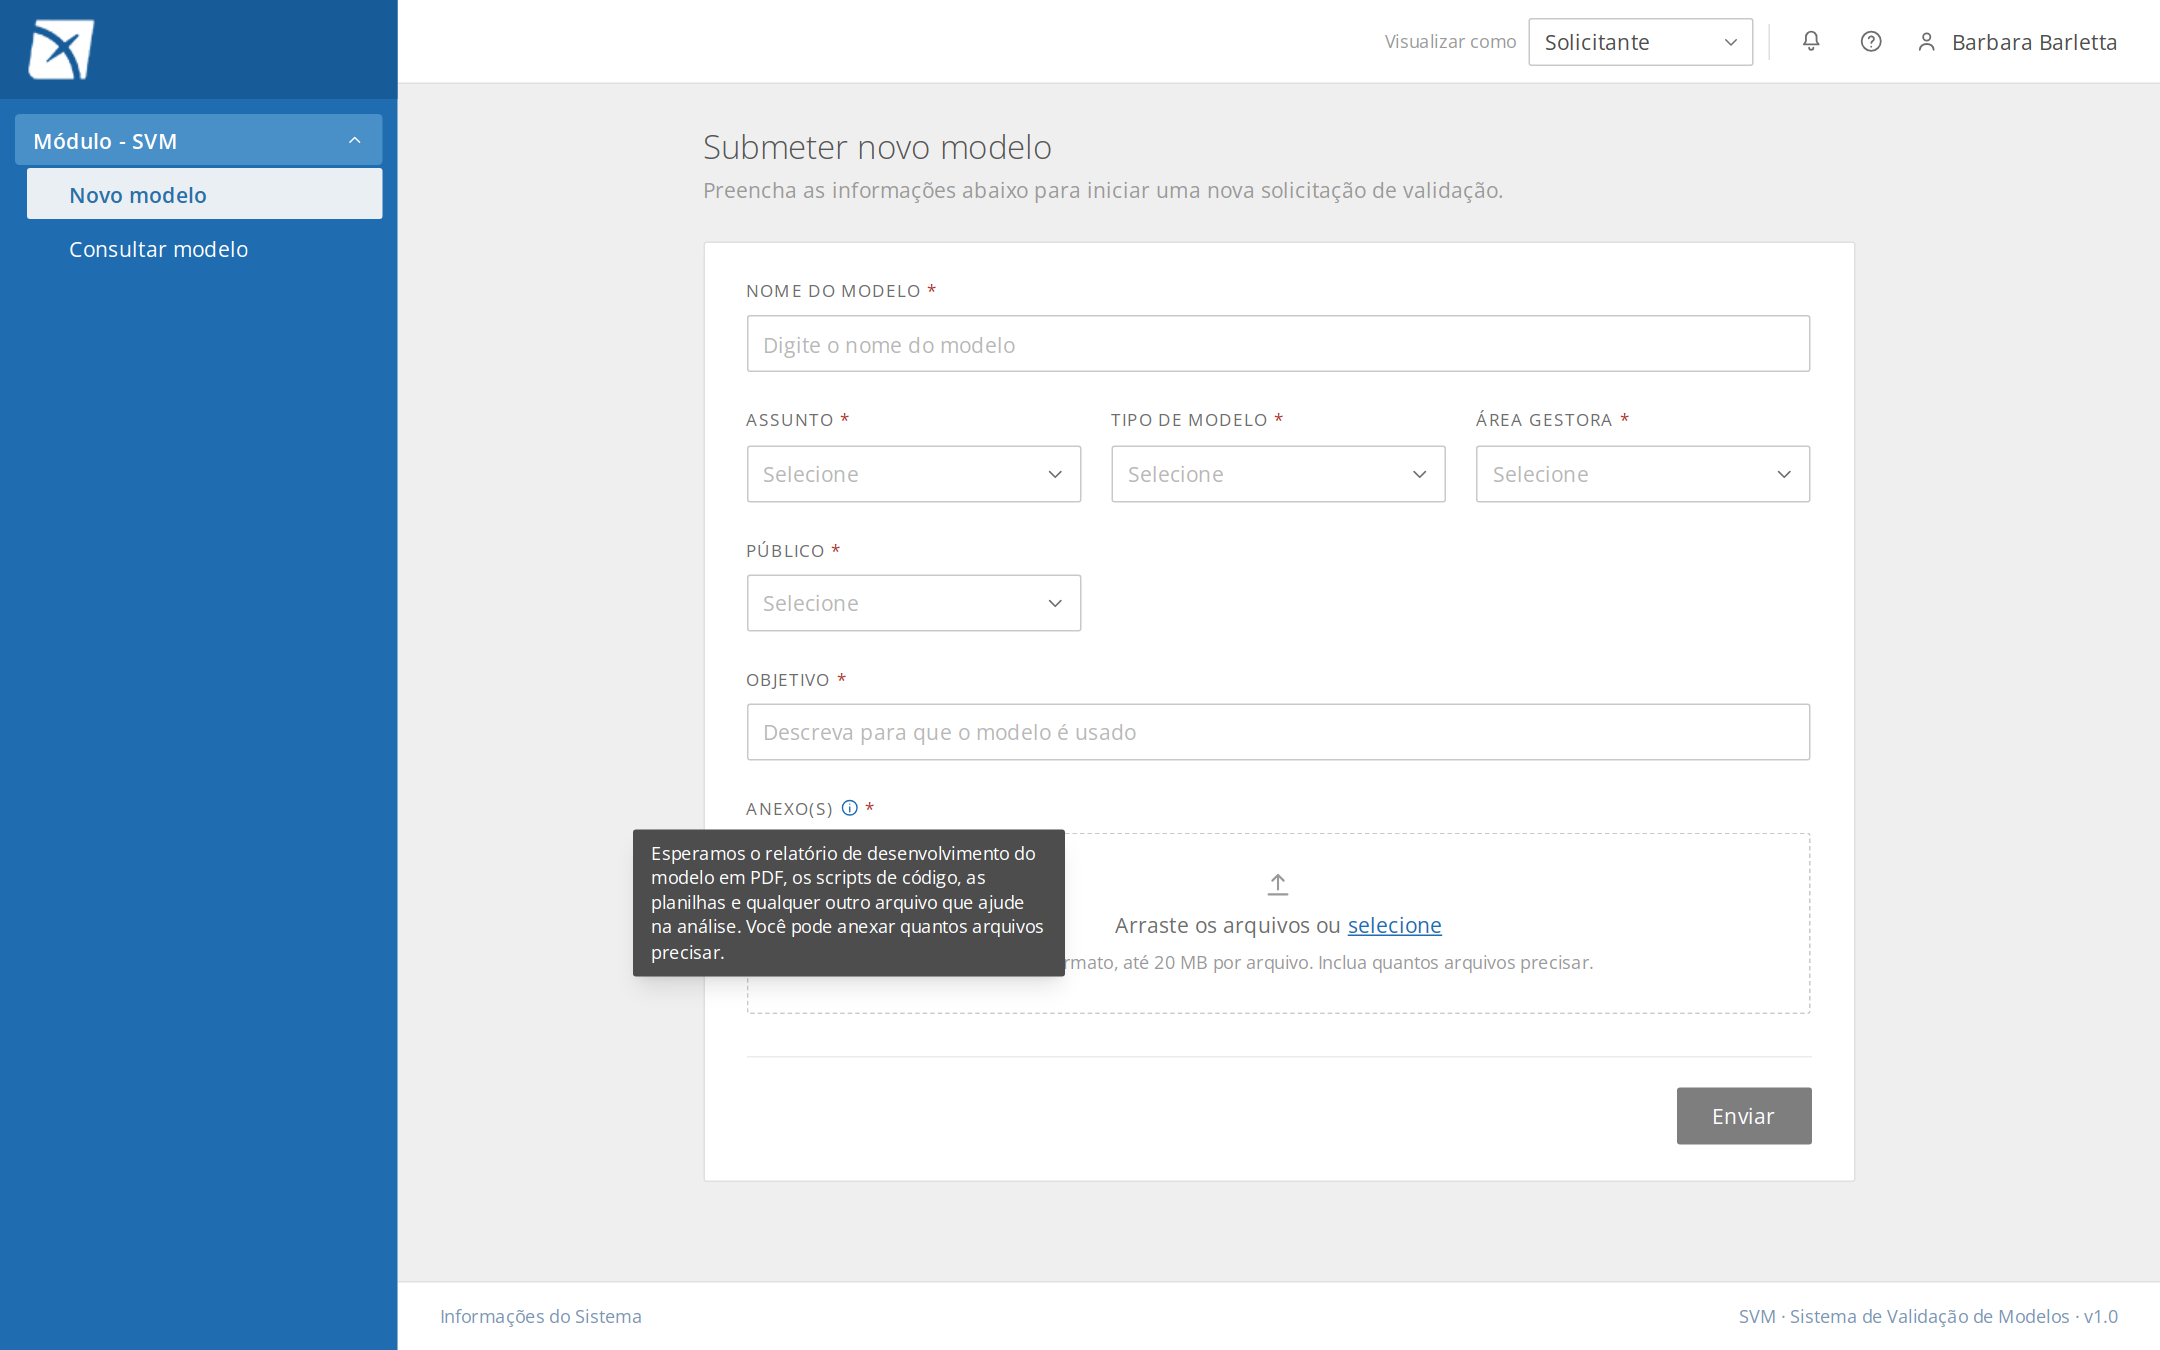 Visualizar como
Solicitante
Barbara Barletta
Módulo - SVM
Novo modelo
Consultar modelo
Submeter novo modelo
Preencha as informações abaixo para iniciar uma nova solicitação de validação.
NOME DO MODELO *
Digite o nome do modelo
ASSUNTO *
TIPO DE MODELO *
ÁREA GESTORA *
Selecione
Selecione
Selecione
PÚBLICO *
Selecione
OBJETIVO *
Descreva para que o modelo é usado
ANEXO(S) *
Esperamos o relatório de desenvolvimento do
modelo em PDF, os scripts de código, as
planilhas e qualquer outro arquivo que ajude
na análise. Você pode anexar quantos arquivos
precisar.
Arraste os arquivos ou selecione
até 20 MB por arquivo. Inclua quantos arquivos precisar.
Enviar
Informações do Sistema
SVM · Sistema de Validação de Modelos · v1.0